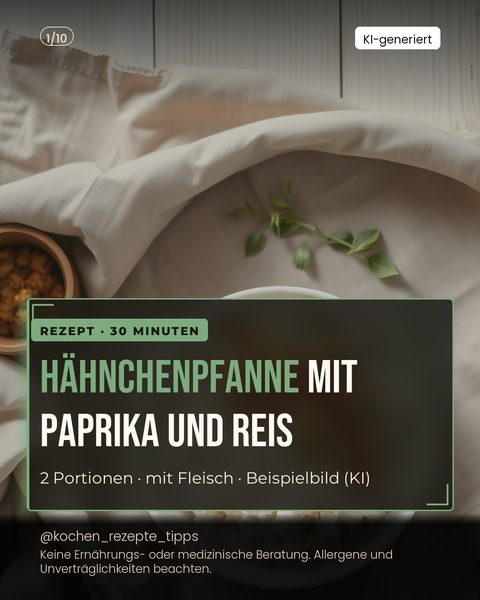 1/10
KI-generiert
REZEPT · 30 MINUTEN
HÄHNCHENPFANNE MIT
PAPRIKA UND REIS
2 Portionen · mit Fleisch · Beispielbild (KI)
@kochen_rezepte_tipps
Keine Ernährungs- oder medizinische Beratung. Allergene und
Unverträglichkeiten beachten.